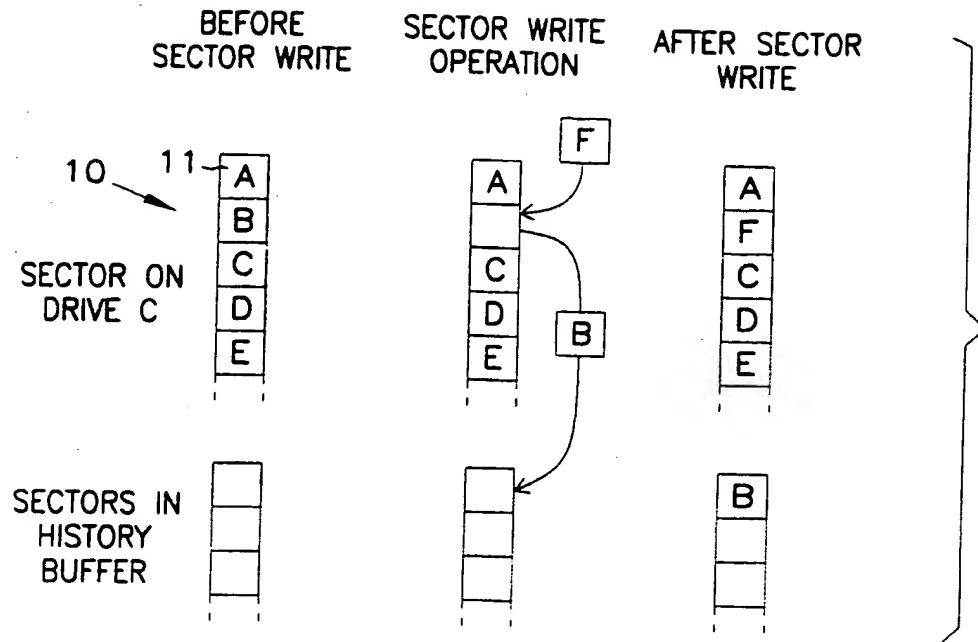 BEFORE
SECTOR WRITE
SECTOR WRITE
OPERATION
AFTER SECTOR
WRITE
10
11
SECTOR ON
DRIVE C
A
B
C
D
E
F
A
C
D
E
B
A
F
C
D
E
SECTORS IN
HISTORY
BUFFER
B